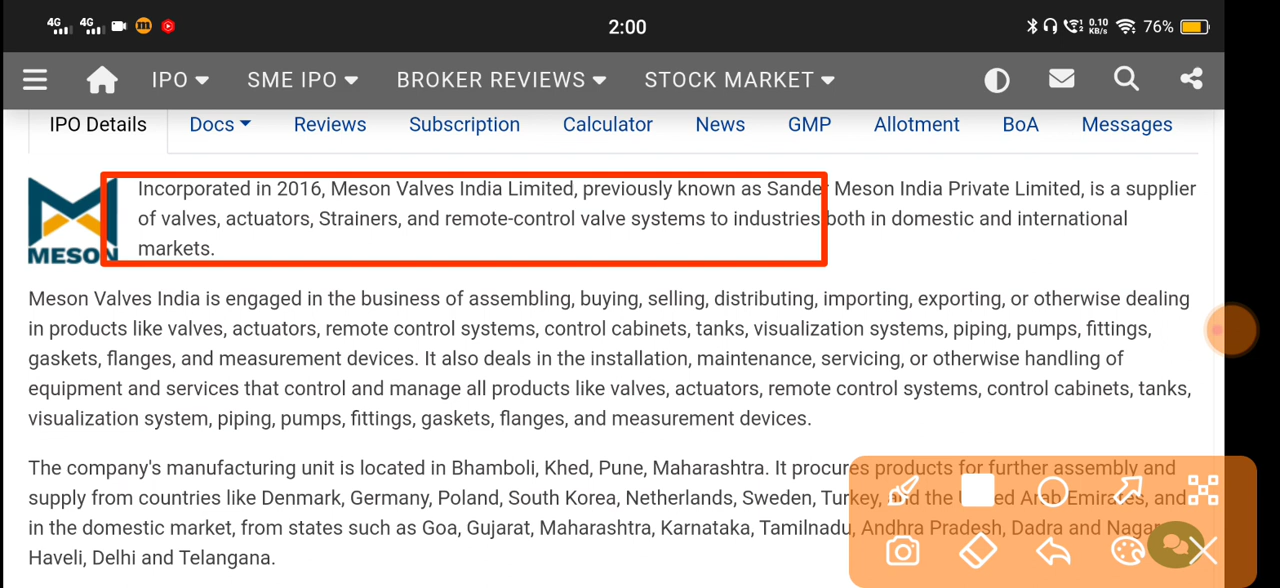 4G 4G 2:00 0.10 KB/s 76%
IPO SME IPO BROKER REVIEWS STOCK MARKET
IPO Details Docs Reviews Subscription Calculator News GMP Allotment BoA Messages
MESON
Incorporated in 2016, Meson Valves India Limited, previously known as Sander Meson India Private Limited, is a supplier
of valves, actuators, Strainers, and remote-control valve systems to industries both in domestic and international
markets.
Meson Valves India is engaged in the business of assembling, buying, selling, distributing, importing, exporting, or otherwise dealing
in products like valves, actuators, remote control systems, control cabinets, tanks, visualization systems, piping, pumps, fittings,
gaskets, flanges, and measurement devices. It also deals in the installation, maintenance, servicing, or otherwise handling of
equipment and services that control and manage all products like valves, actuators, remote control systems, control cabinets, tanks,
visualization system, piping, pumps, fittings, gaskets, flanges, and measurement devices.
The company's manufacturing unit is located in Bhamboli, Khed, Pune, Maharashtra. It procures products for further assembly and
supply from countries like Denmark, Germany, Poland, South Korea, Netherlands, Sweden, Turkey, and the United Arab Emirates, and
in the domestic market, from states such as Goa, Gujarat, Maharashtra, Karnataka, Tamilnadu, Andhra Pradesh, Dadra and Nagar
Haveli, Delhi and Telangana.